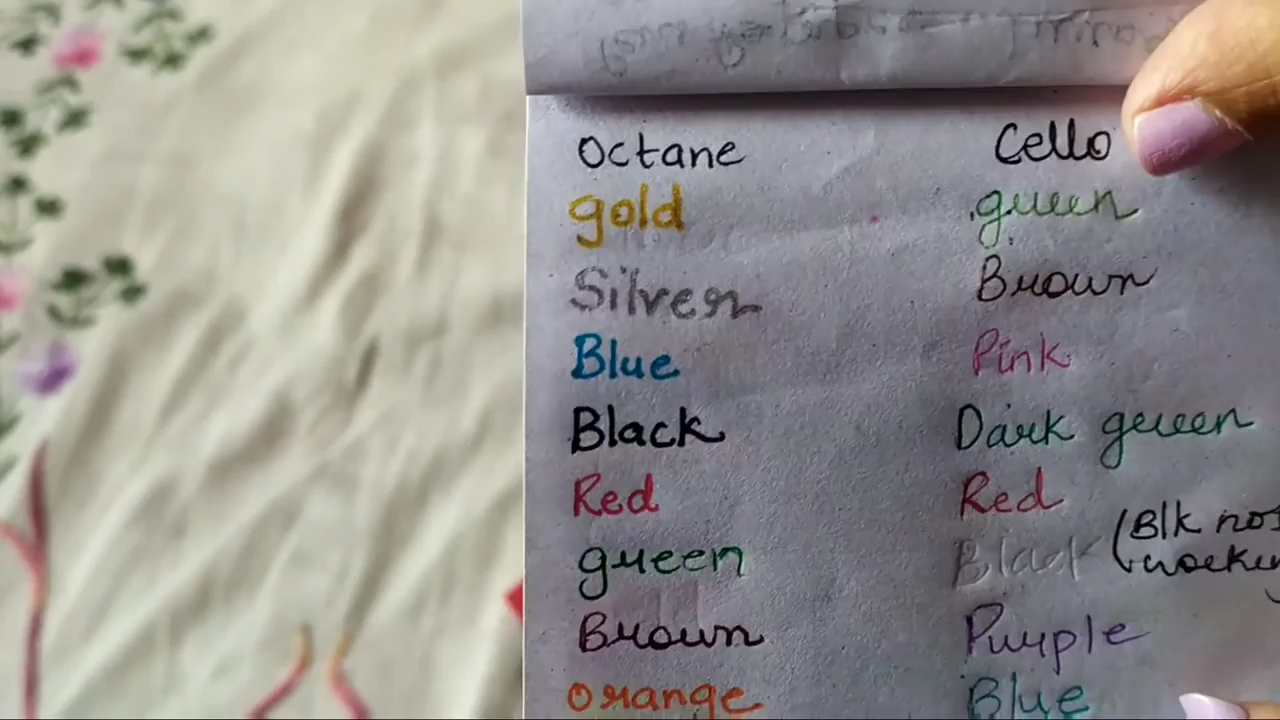 Octane Cello
gold green
Silver Brown
Blue Pink
Black Dark green
Red Red
green Black (Blk not
Brown Purple
Orange Blue